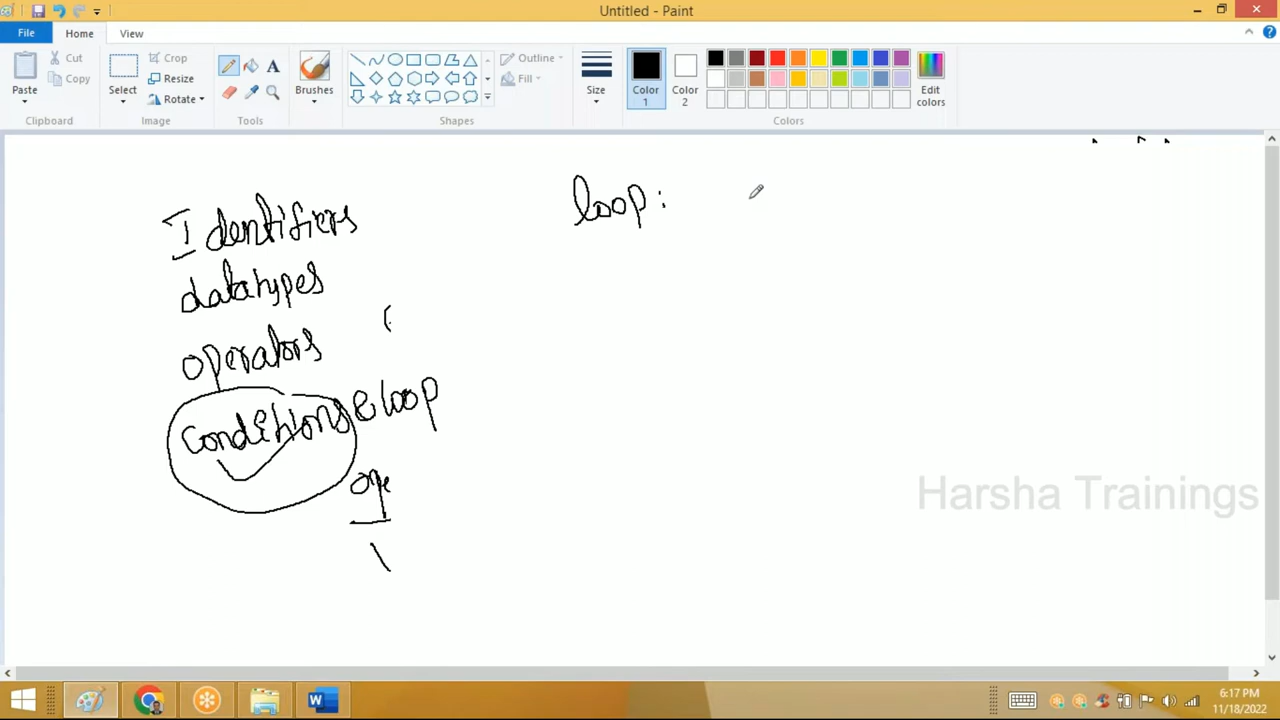 Untitled - Paint
File
Home
View
Paste
Cut
Copy
Clipboard
Select
Crop
Resize
Rotate
Image
Tools
Brushes
Shapes
Outline
Fill
Size
Color 1
Color 2
Edit colors
Colors
loop:
Identifiers
datatypes
operators
Conditions & loop
Harsha Trainings
6:17 PM
11/18/2022